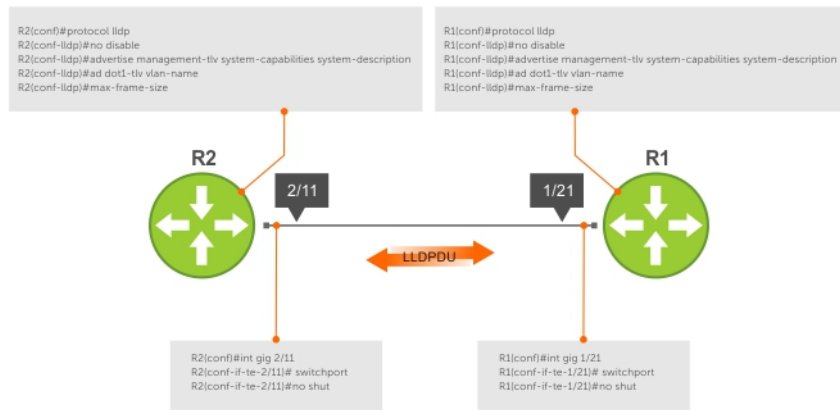 R2(conf)#protocol lldp
R2(conf-lldp)#no disable
R2(conf-lldp)#advertise management-tlv system-capabilities system-description
R2(conf-lldp)#ad dot1-tlv vlan-name
R2(conf-lldp)#max-frame-size
R1(conf)#protocol lldp
R1(conf-lldp)#no disable
R1(conf-lldp)#advertise management-tlv system-capabilities system-description
R1(conf-lldp)#ad dot1-tlv vlan-name
R1(conf-lldp)#max-frame-size
R2
R1
2/11
1/21
LLDPDU
R2(conf)#int gig 2/11
R2(conf-if-te-2/11)# switchport
R2(conf-if-te-2/11)#no shut
R1(conf)#int gig 1/21
R1(conf-if-te-1/21)# switchport
R1(conf-if-te-1/21)#no shut